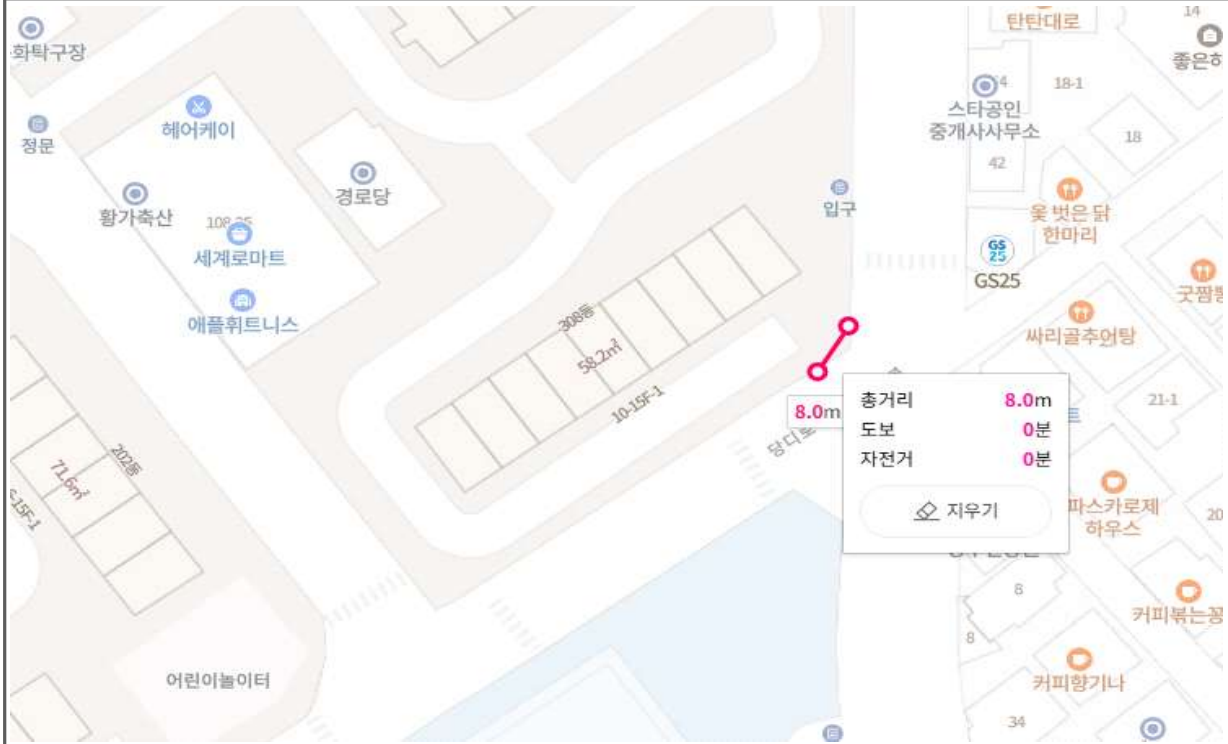 탄탄대로
14
화탁구장
좋은하
18-1
스타공인
중개사사무소
헤어케이
정문
18
42
경로당
황가축산
입구
옻 벗은 닭
한마리
세계로마트
GS
25
GS25
애플휘트니스
308동
58.2㎡
10-15F-1
싸리골추어탕
8.0m
총거리 8.0m
도보 0분
자전거 0분
지우기
21-1
202동
71.6㎡
파스카로제
하우스
20
8
8
커피볶는꽁
어린이놀이터
커피향기나
34